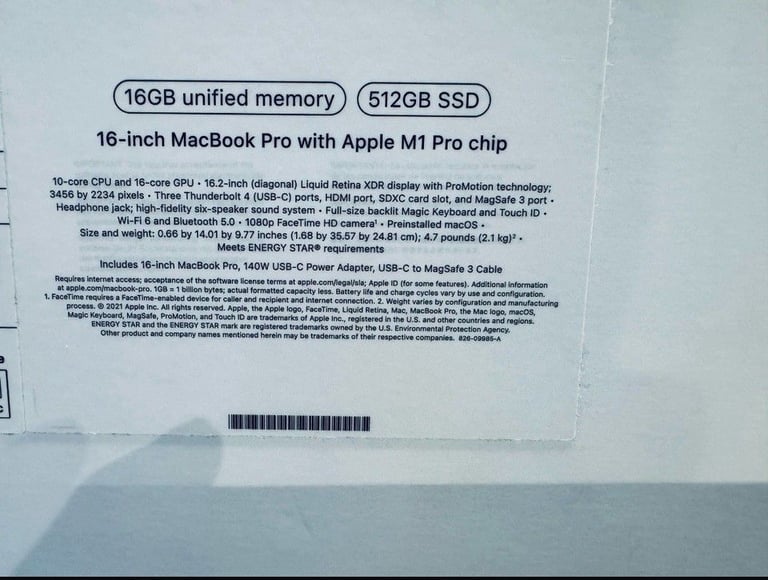 16GB unified memory 512GB SSD
16-inch MacBook Pro with Apple M1 Pro chip
10-core CPU and 16-core GPU • 16.2-inch (diagonal) Liquid Retina XDR display with ProMotion technology;
3456 by 2234 pixels • Three Thunderbolt 4 (USB-C) ports, HDMI port, SDXC card slot, and MagSafe 3 port •
Headphone jack; high-fidelity six-speaker sound system • Full-size backlit Magic Keyboard and Touch ID •
Wi-Fi 6 and Bluetooth 5.0 • 1080p FaceTime HD camera¹ • Preinstalled macOS •
Size and weight: 0.66 by 14.01 by 9.77 inches (1.68 by 35.57 by 24.81 cm); 4.7 pounds (2.1 kg)² •
Meets ENERGY STAR® requirements
Includes 16-inch MacBook Pro, 140W USB-C Power Adapter, USB-C to MagSafe 3 Cable
Requires internet access; acceptance of the software license terms at apple.com/legal/sla; Apple ID (for some features). Additional information
at apple.com/macbook-pro. 1GB = 1 billion bytes; actual formatted capacity less. Battery life and charge cycles vary by use and configuration.
1. FaceTime requires a FaceTime-enabled device for caller and recipient and internet connection. 2. Weight varies by configuration and manufacturing
process. © 2021 Apple Inc. All rights reserved. Apple, the Apple logo, FaceTime, Liquid Retina, Mac, MacBook Pro, the Mac logo, macOS,
Magic Keyboard, MagSafe, ProMotion, and Touch ID are trademarks of Apple Inc., registered in the U.S. and other countries and regions.
ENERGY STAR and the ENERGY STAR mark are registered trademarks owned by the U.S. Environmental Protection Agency.
Other product and company names mentioned herein may be trademarks of their respective companies. 826-09985-A